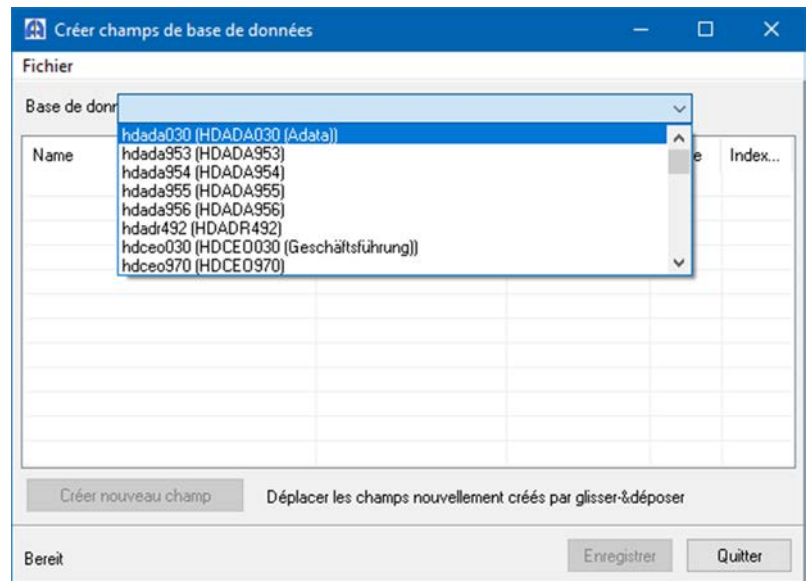 Créer champs de base de données
Fichier
Base de donr
hdada030 (HDADA030 (Adata))
hdada953 (HDADA953)
hdada954 (HDADA954)
hdada955 (HDADA955)
hdada956 (HDADA956)
hdadr492 (HDADR492)
hdceo030 (HDCEO030 (Geschäftsführung))
hdceo970 (HDCEO970)
Name e Index...
Créer nouveau champ Déplacer les champs nouvellement créés par glisser-&déposer
Bereit Enregistrer Quitter